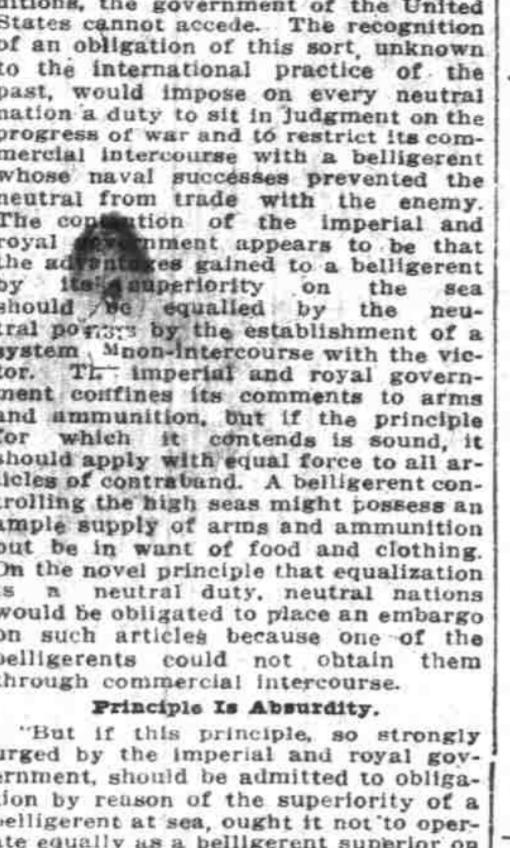 ditions, the government of the United
States cannot accede. The recognition
of an obligation of this sort, unknown
to the international practice of the
past, would impose on every neutral
nation a duty to sit in judgment on the
progress of war and to restrict its com-
mercial intercourse with a belligerent
whose naval successes prevented the
neutral from trade with the enemy.
The contention of the imperial and
royal government appears to be that
the advantages gained to a belligerent
by its superiority on the sea
should be equalled by the neu-
tral powers by the establishment of a
system non-intercourse with the vic-
tor. The imperial and royal govern-
ment confines its comments to arms
and ammunition, but if the principle
for which it contends is sound, it
should apply with equal force to all ar-
ticles of contraband. A belligerent con-
trolling the high seas might possess an
ample supply of arms and ammunition
but be in want of food and clothing.
On the novel principle that equalization
is a neutral duty, neutral nations
would be obligated to place an embargo
on such articles because one of the
belligerents could not obtain them
through commercial intercourse.
Principle Is Absurdity.
"But if this principle, so strongly
urged by the imperial and royal gov-
ernment, should be admitted to obliga-
tion by reason of the superiority of a
belligerent at sea, ought it not to oper-
ate equally as a belligerent superior on